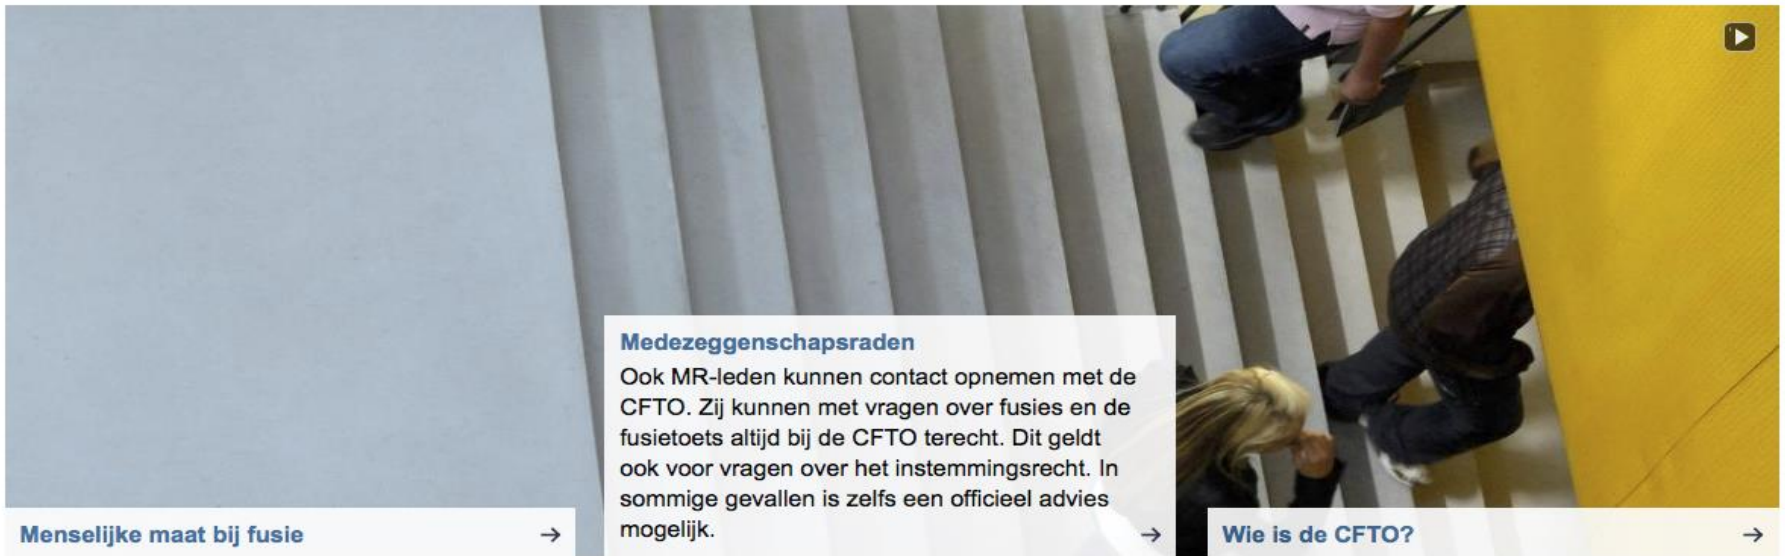 Medezeggenschapsraden
Ook MR-leden kunnen contact opnemen met de
CFTO. Zij kunnen met vragen over fusies en de
fusietoets altijd bij de CFTO terecht. Dit geldt
ook voor vragen over het instemmingsrecht. In
sommige gevallen is zelfs een officieel advies
mogelijk.
Menselijke maat bij fusie
Wie is de CFTO?